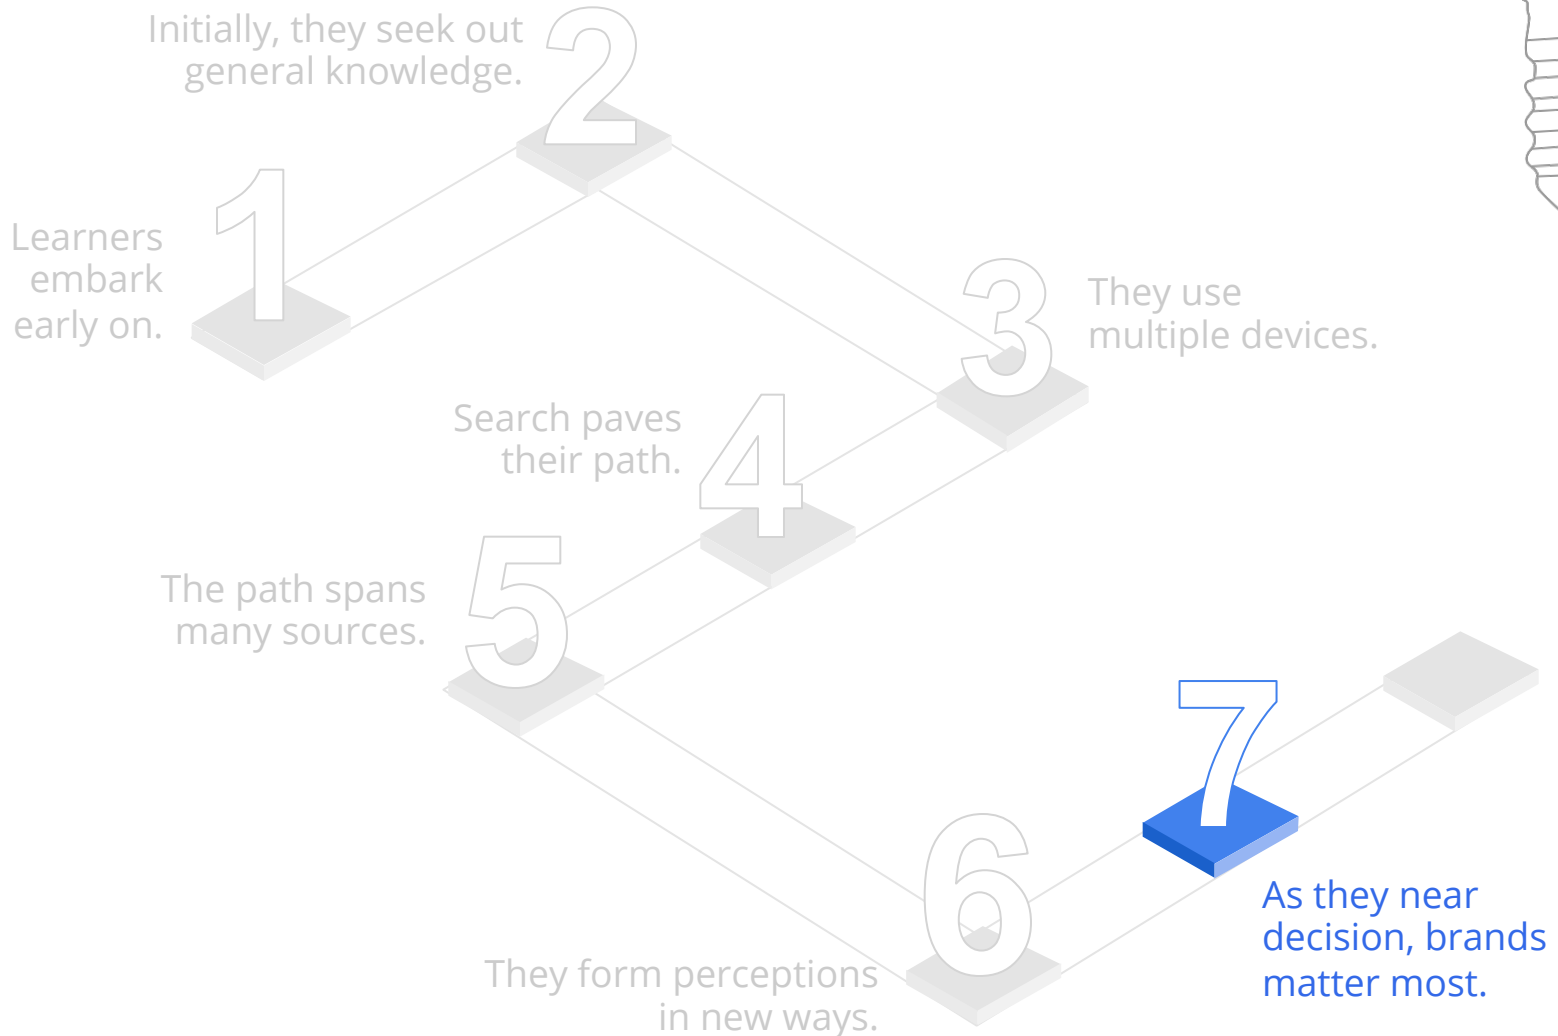 1
Learners
embark
early on.
2
Initially, they seek out
general knowledge.
3
They use
multiple devices.
4
Search paves
their path.
5
The path spans
many sources.
6
They form perceptions
in new ways.
7
As they near
decision, brands
matter most.